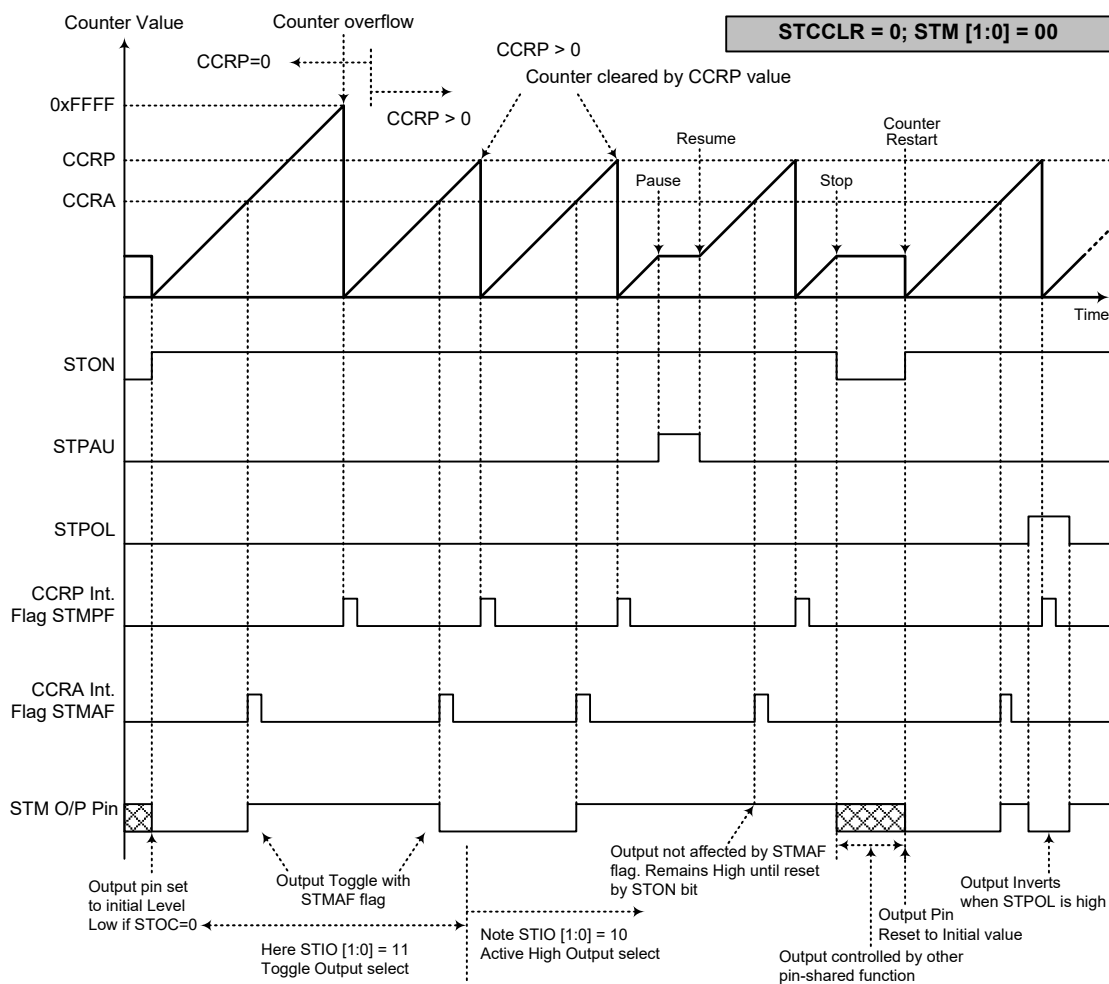 Counter Value
Counter overflow
STCCLR = 0; STM [1:0] = 00
CCRP=0
CCRP > 0
CCRP > 0
Counter cleared by CCRP value
0xFFFF
CCRP
CCRA
Pause
Resume
Stop
Counter
Restart
Time
STON
STPAU
STPOL
CCRP Int.
Flag STMPF
CCRA Int.
Flag STMAF
STM O/P Pin
Output pin set
to initial Level
Low if STOC=0
Output Toggle with
STMAF flag
Here STIO [1:0] = 11
Toggle Output select
Note STIO [1:0] = 10
Active High Output select
Output not affected by STMAF
flag. Remains High until reset
by STON bit
Output controlled by other
pin-shared function
Output Pin
Reset to Initial value
Output Inverts
when STPOL is high